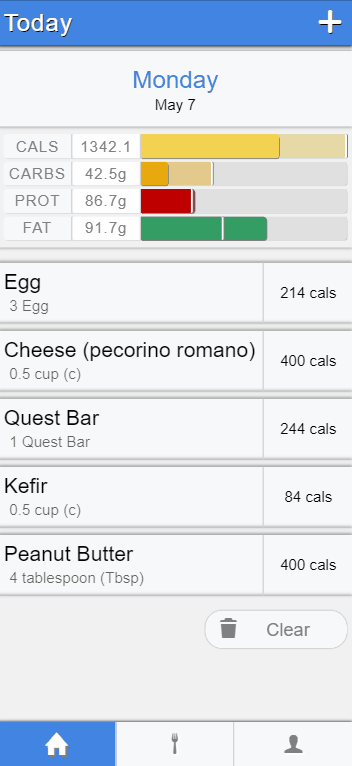 Today
Monday
May 7
CALS 1342.1
CARBS 42.5g
PROT 86.7g
FAT 91.7g
Egg
3 Egg
214 cals
Cheese (pecorino romano)
0.5 cup (c)
400 cals
Quest Bar
1 Quest Bar
244 cals
Kefir
0.5 cup (c)
84 cals
Peanut Butter
4 tablespoon (Tbsp)
400 cals
Clear